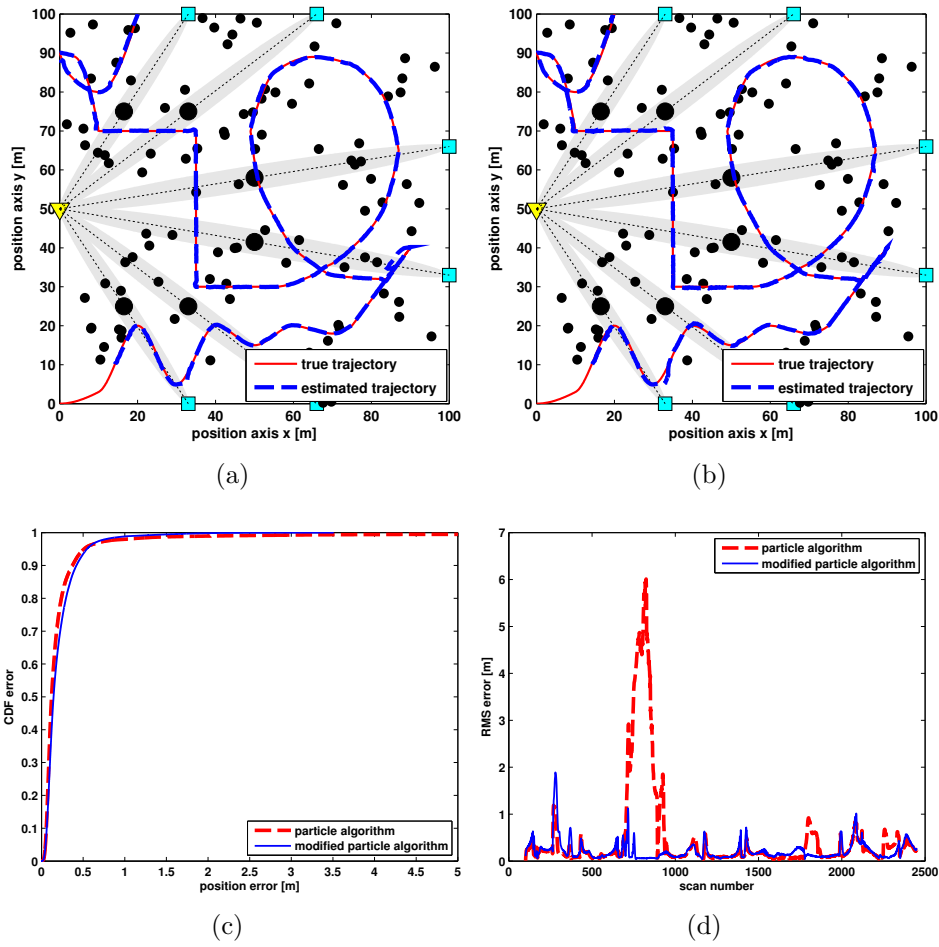 100
90
80
70
60
50
40
30
20
10
0
position axis y [m]
0 20 40 60 80 100
position axis x [m]
true trajectory
estimated trajectory
(a)
100
90
80
70
60
50
40
30
20
10
0
position axis y [m]
0 20 40 60 80 100
position axis x [m]
true trajectory
estimated trajectory
(b)
1
0.9
0.8
0.7
0.6
0.5
0.4
0.3
0.2
0.1
0
CDF error
0 0.5 1 1.5 2 2.5 3 3.5 4 4.5 5
position error [m]
particle algorithm
modified particle algorithm
(c)
7
6
5
4
3
2
1
0
RMS error [m]
0 500 1000 1500 2000 2500
scan number
particle algorithm
modified particle algorithm
(d)